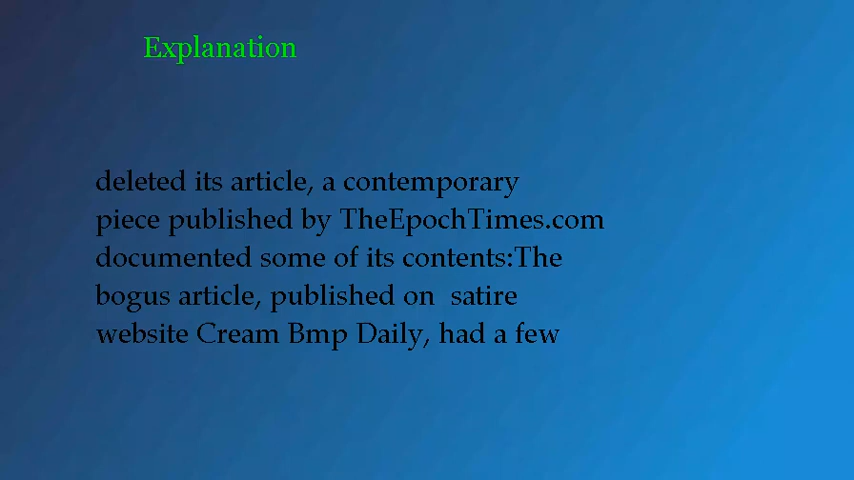 Explanation
deleted its article, a contemporary
piece published by TheEpochTimes.com
documented some of its contents:The
bogus article, published on  satire
website Cream Bmp Daily, had a few